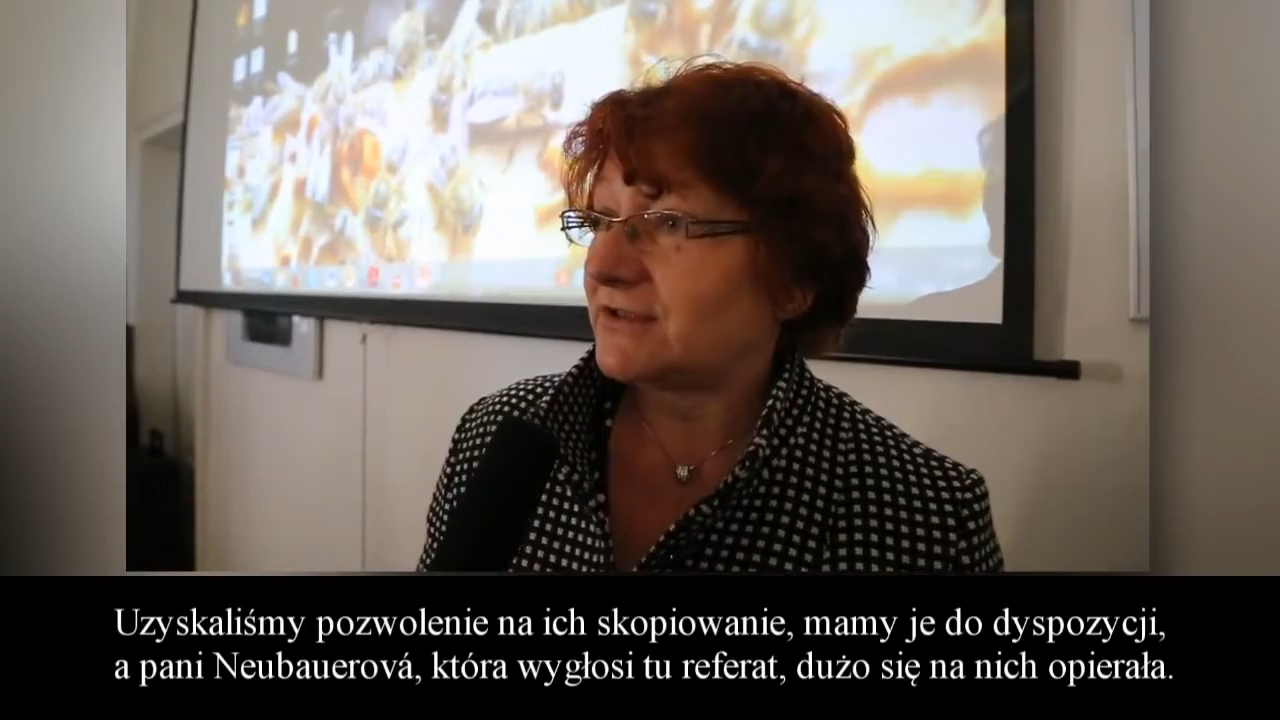 Uzyskaliśmy pozwolenie na ich skopiowanie, mamy je do dyspozycji,
a pani Neubauerová, która wygłosi tu referat, dużo się na nich opierała.